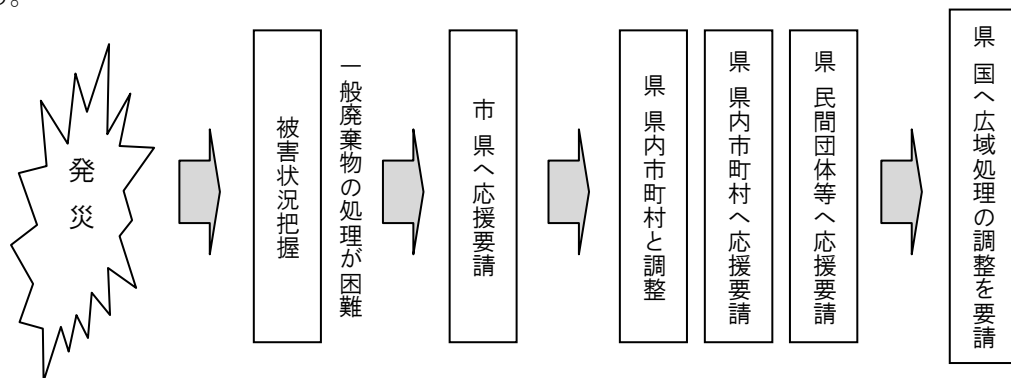 る。
発災
被害状況把握
一般廃棄物の処理が困難
市 県へ応援要請
県 県内市町村と調整
県 県内市町村へ応援要請
県 民間団体等へ応援要請
県 国へ広域処理の調整を要請